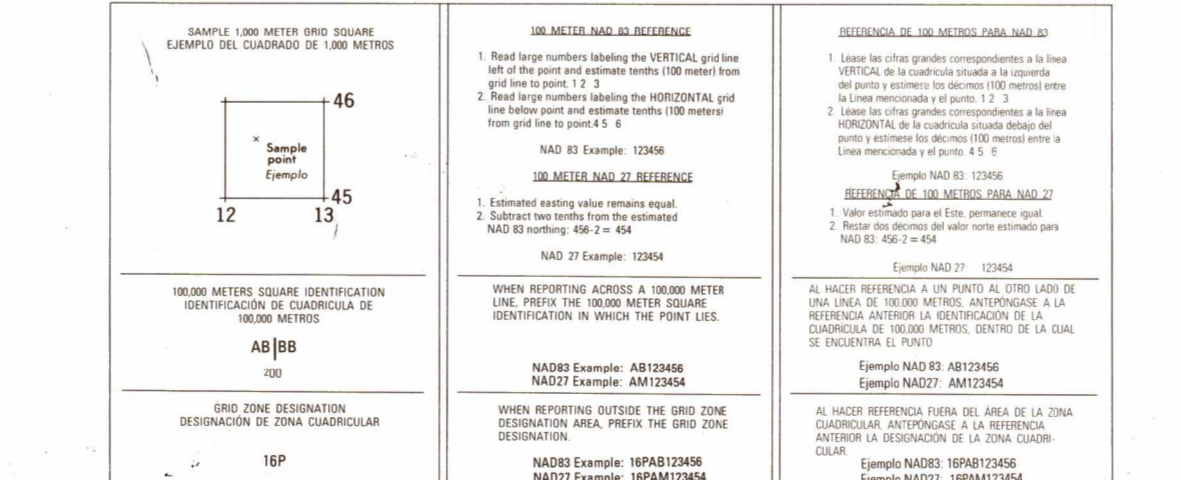 SAMPLE 1,000 METER GRID SQUARE
EJEMPLO DEL CUADRADO DE 1,000 METROS
46
×
Sample
point
Ejemplo
45
12 13
100,000 METERS SQUARE IDENTIFICATION
IDENTIFICACIÓN DE CUADRICULA DE
100,000 METROS
AB|BB
200
GRID ZONE DESIGNATION
DESIGNACIÓN DE ZONA CUADRICULAR
16P
100 METER NAD 83 REFERENCE
1. Read large numbers labeling the VERTICAL grid line
left of the point and estimate tenths (100 meter) from
grid line to point. 1 2 3
2. Read large numbers labeling the HORIZONTAL grid
line below point and estimate tenths (100 meters)
from grid line to point.4 5 6
NAD 83 Example: 123456
100 METER NAD 27 REFERENCE
1. Estimated easting value remains equal.
2. Subtract two tenths from the estimated
NAD 83 northing: 456-2 = 454
NAD 27 Example: 123454
WHEN REPORTING ACROSS A 100,000 METER
LINE, PREFIX THE 100,000 METER SQUARE
IDENTIFICATION IN WHICH THE POINT LIES.
NAD83 Example: AB123456
NAD27 Example: AM123454
WHEN REPORTING OUTSIDE THE GRID ZONE
DESIGNATION AREA, PREFIX THE GRID ZONE
DESIGNATION.
NAD83 Example: 16PAB123456
NAD27 Example: 16PAM123454
REFERENCIA DE 100 METROS PARA NAD 83
1. Léase las cifras grandes correspondientes a la línea
VERTICAL de la cuadrícula situada a la izquierda
del punto y estímese los décimos (100 metros) entre
la Linea mencionada y el punto. 1 2 3
2. Léase las cifras grandes correspondientes a la línea
HORIZONTAL de la cuadrícula situada debajo del
punto y estímese los décimos (100 metros) entre la
Linea mencionada y el punto. 4 5 6
Ejemplo NAD 83: 123456
REFERENCIA DE 100 METROS PARA NAD 27
1. Valor estimado para el Este, permanece igual.
2. Restar dos décimos del valor norte estimado para
NAD 83: 456-2 = 454
Ejemplo NAD 27: 123454
AL HACER REFERENCIA A UN PUNTO AL OTRO LADO DE
UNA LÍNEA DE 100,000 METROS, ANTEPÓNGASE A LA
REFERENCIA ANTERIOR LA IDENTIFICACIÓN DE LA
CUADRÍCULA DE 100,000 METROS, DENTRO DE LA CUAL
SE ENCUENTRA EL PUNTO
Ejemplo NAD 83: AB123456
Ejemplo NAD27: AM123454
AL HACER REFERENCIA FUERA DEL ÁREA DE LA ZONA
CUADRICULAR, ANTEPÓNGASE A LA REFERENCIA
ANTERIOR LA DESIGNACIÓN DE LA ZONA CUADRI-
CULAR.
Ejemplo NAD83: 16PAB123456
Ejemplo NAD27: 16PAM123454